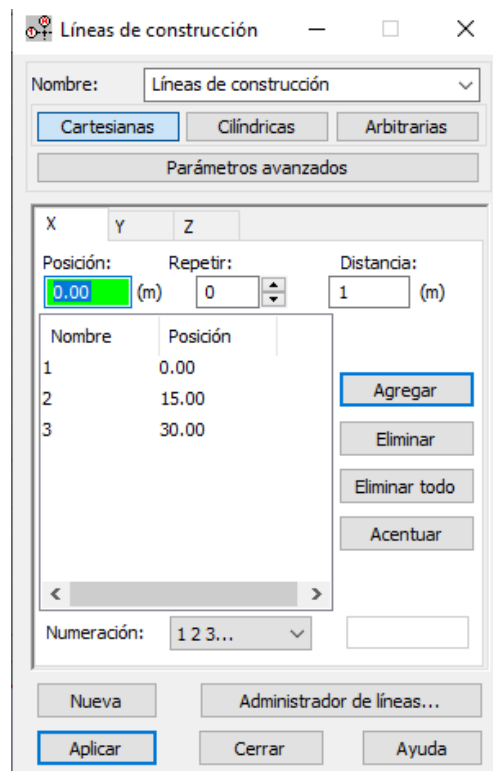 Líneas de construcción
Nombre: Líneas de construcción
Cartesianas Cilíndricas Arbitrarias
Parámetros avanzados
X Y Z
Posición: Repetir: Distancia:
0.00 (m) 0 1 (m)
Nombre Posición
1 0.00
2 15.00
3 30.00
Agregar
Eliminar
Eliminar todo
Acentuar
Numeración: 1 2 3...
Nueva Administrador de líneas...
Aplicar Cerrar Ayuda